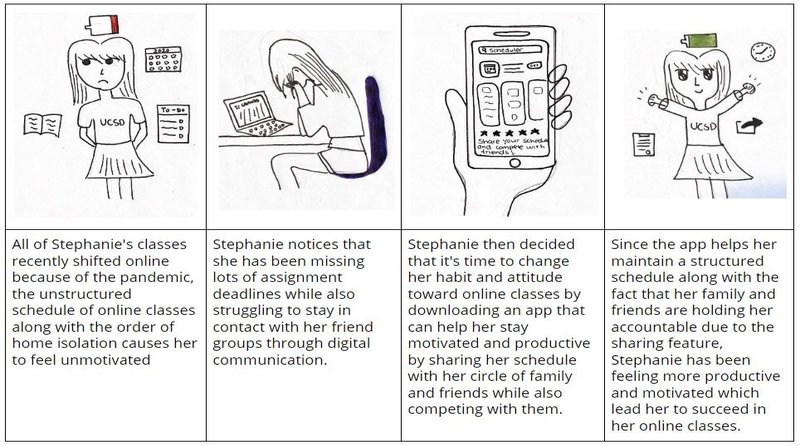 2020
To-Do
UCSD
Scheduler
Share your schedule
and compete with
friends!
UCSD
All of Stephanie's classes
recently shifted online
because of the pandemic,
the unstructured
schedule of online classes
along with the order of
home isolation causes her
to feel unmotivated
Stephanie notices that
she has been missing
lots of assignment
deadlines while also
struggling to stay in
contact with her friend
groups through digital
communication.
Stephanie then decided
that it's time to change
her habit and attitude
toward online classes by
downloading an app that
can help her stay
motivated and productive
by sharing her schedule
with her circle of family
and friends while also
competing with them.
Since the app helps her
maintain a structured
schedule along with the
fact that her family and
friends are holding her
accountable due to the
sharing feature,
Stephanie has been
feeling more productive
and motivated which
lead her to succeed in
her online classes.